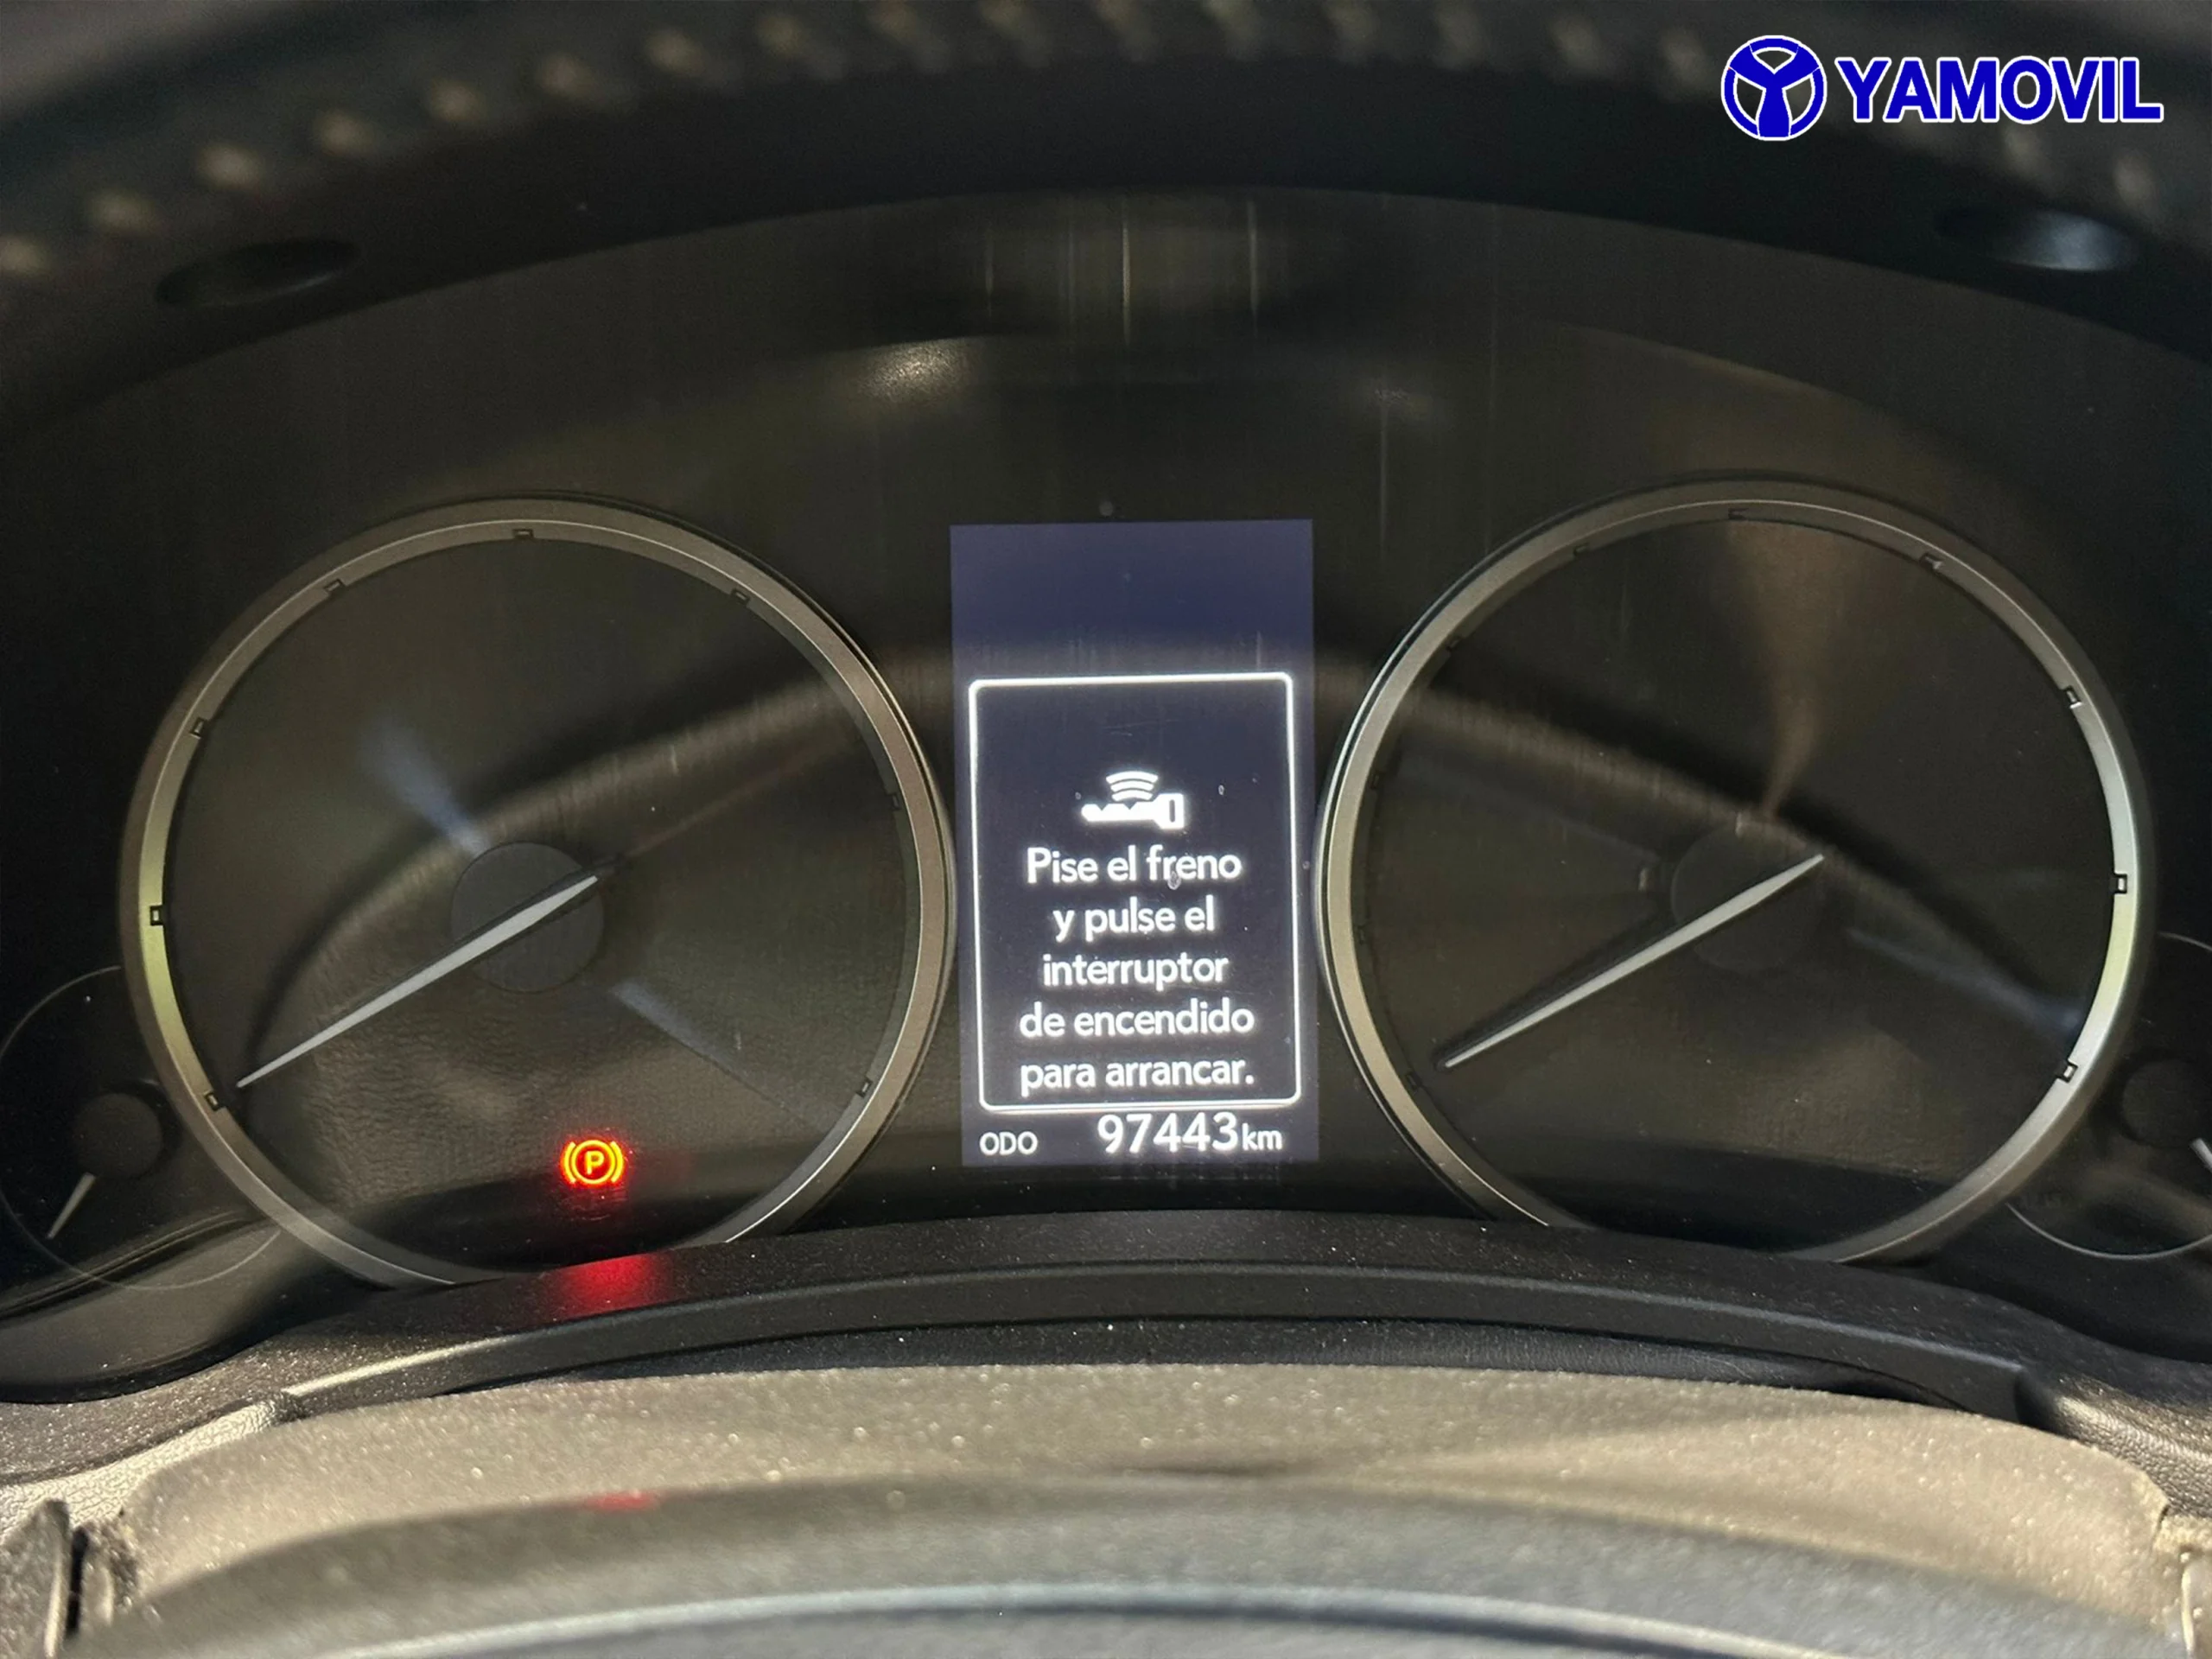 YAMOVIL
Pise el freno
y pulse el
interruptor
de encendido
para arrancar.
ODO 97443km
P